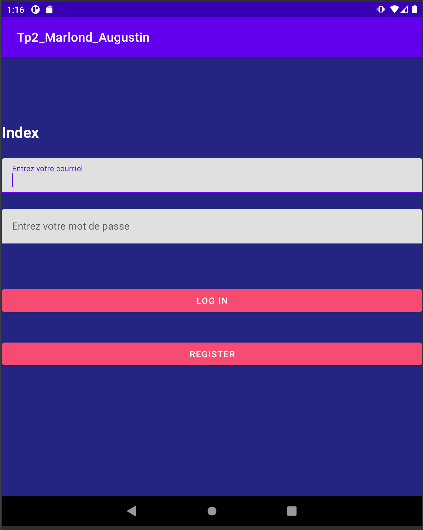 1:16
Tp2_Marlond_Augustin
Index
Entrez votre courriel
Entrez votre mot de passe
LOG IN
REGISTER